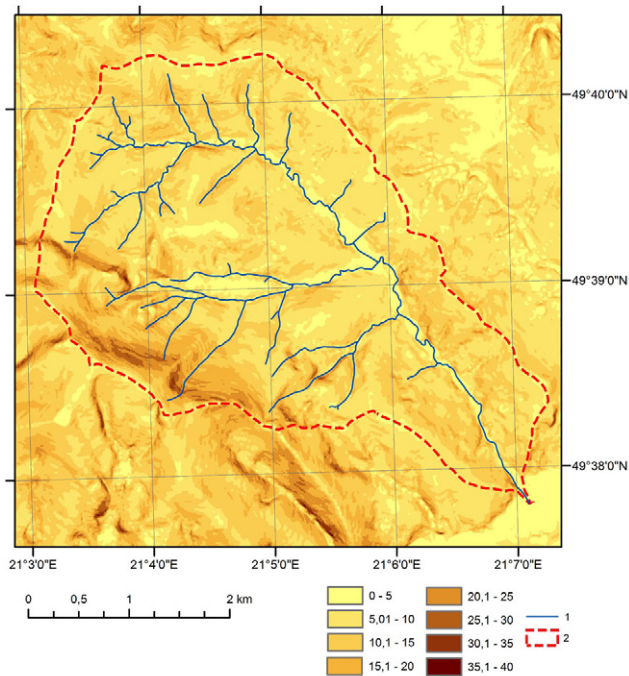 49°40'0"N
49°39'0"N
49°38'0"N
21°3'0"E 21°4'0"E 21°5'0"E 21°6'0"E 21°7'0"E
0 0,5 1 2 km
0 - 5 20,1 - 25
5,01 - 10 25,1 - 30 1
10,1 - 15 30,1 - 35 2
15,1 - 20 35,1 - 40